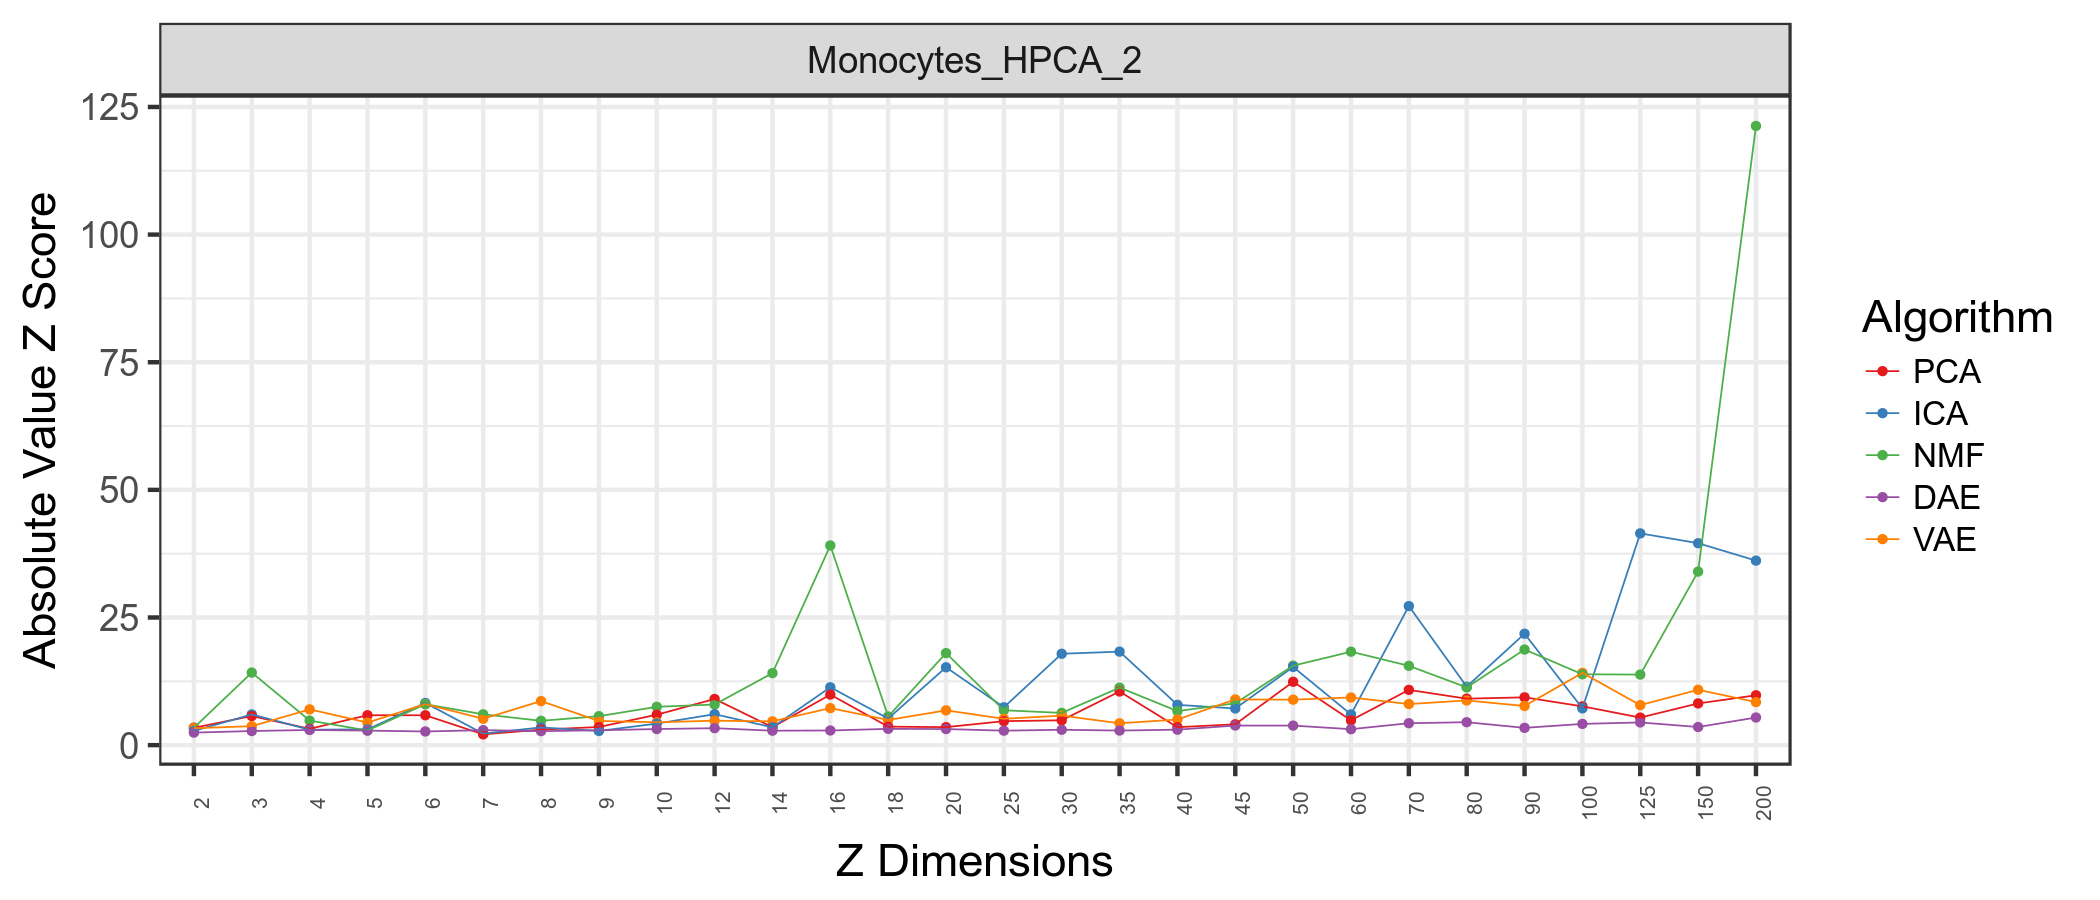 Monocytes_HPCA_2
Absolute Value Z Score
125
100
75
50
25
0
2 3 4 5 6 7 8 9 10 12 14 16 18 20 25 30 35 40 45 50 60 70 80 90 100 125 150 200
Z Dimensions
Algorithm
PCA
ICA
NMF
DAE
VAE